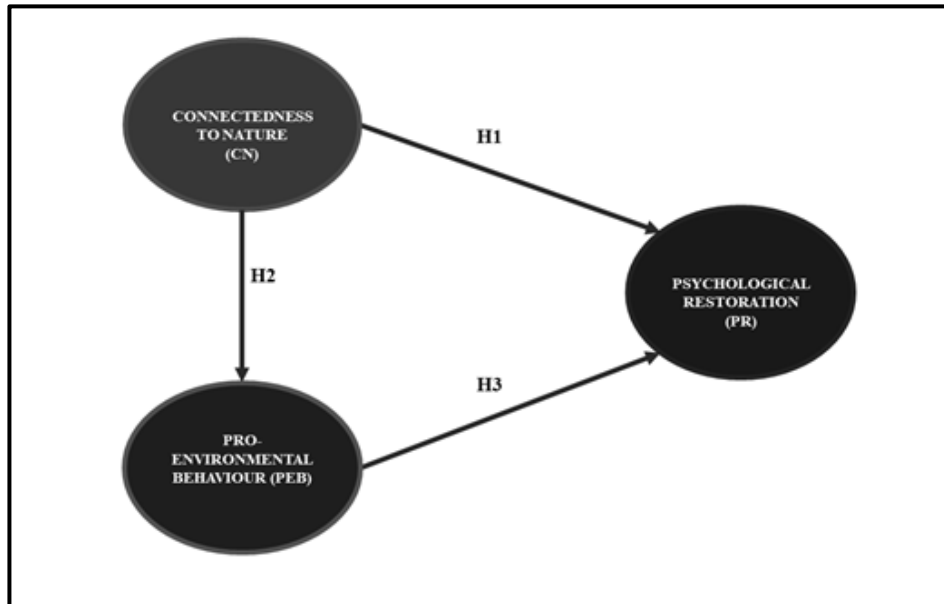 CONNECTEDNESS
TO NATURE
(CN)
H1
H2
PSYCHOLOGICAL
RESTORATION
(PR)
H3
PRO-
ENVIRONMENTAL
BEHAVIOUR (PEB)